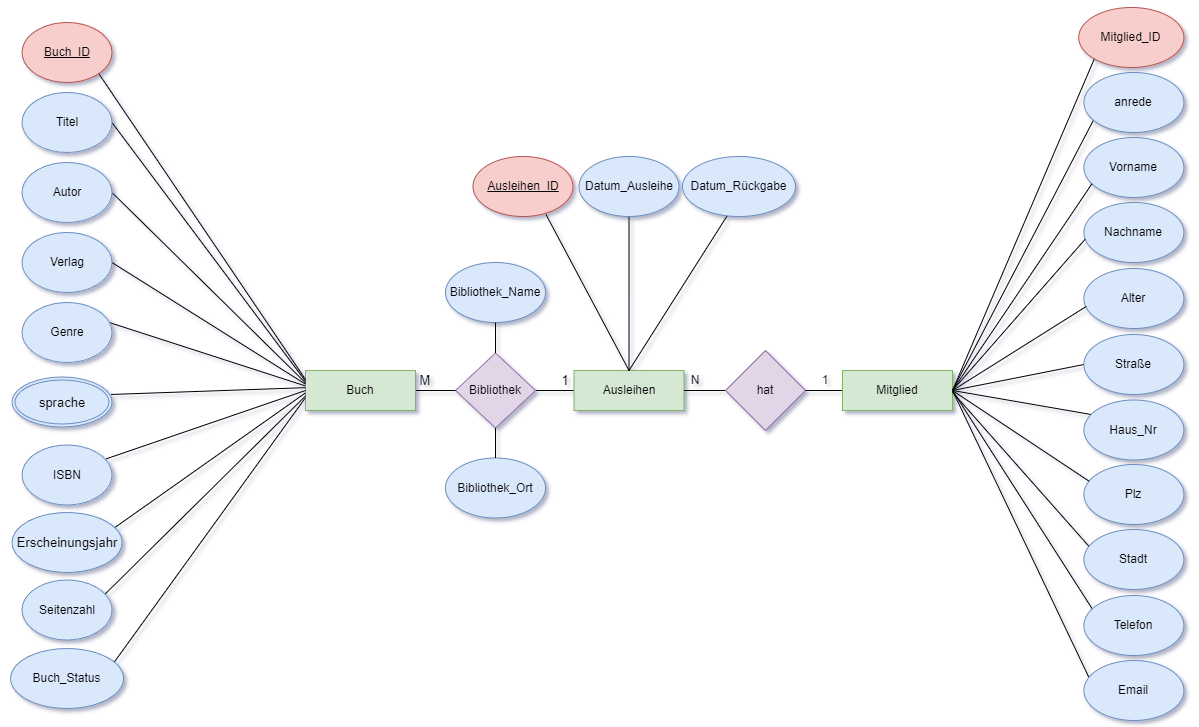 Buch_ID
Titel
Autor
Verlag
Genre
sprache
ISBN
Erscheinungsjahr
Seitenzahl
Buch_Status
Buch
M
Bibliothek_Name
Bibliothek
Bibliothek_Ort
1
Ausleihen_ID
Datum_Ausleihe
Datum_Rückgabe
Ausleihen
N
hat
1
Mitglied
Mitglied_ID
anrede
Vorname
Nachname
Alter
Straße
Haus_Nr
Plz
Stadt
Telefon
Email